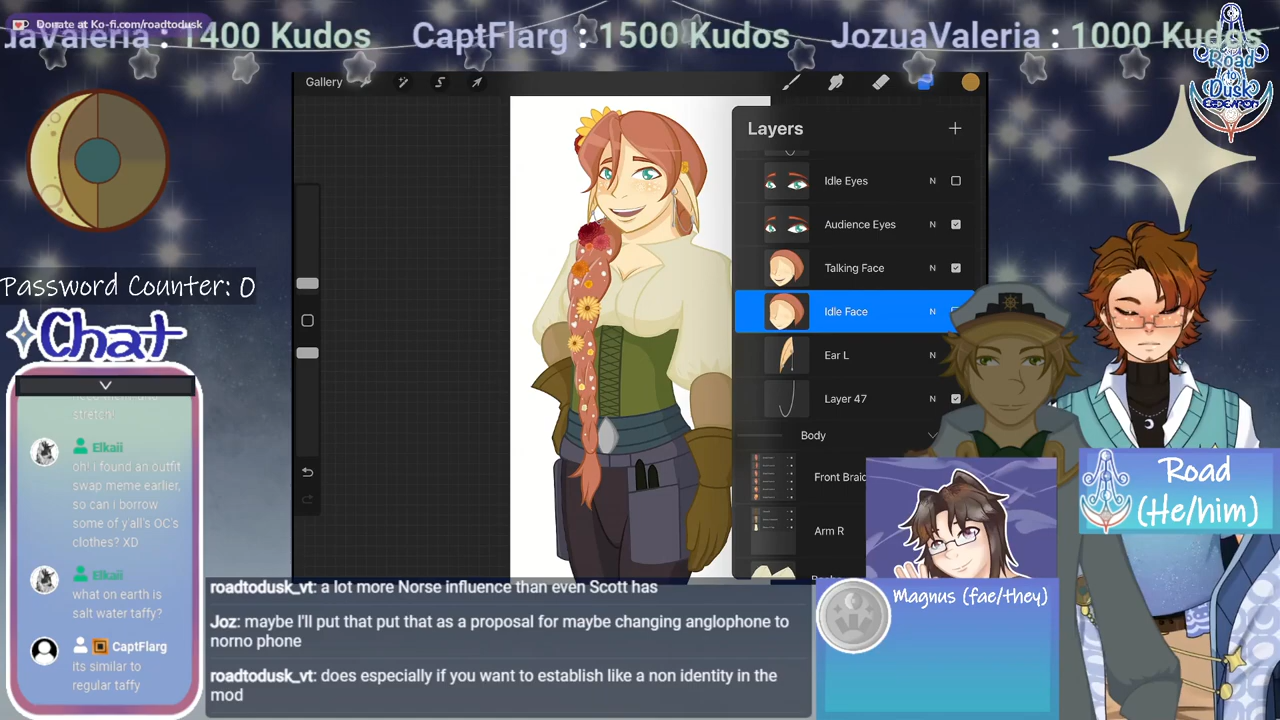 Donate at Ko-fi.com/roadtodusk
JaValeria : 1400 Kudos CaptFlarg : 1500 Kudos JozuaValeria : 1000 Kudos
Road
to
Dusk
Gallery
Layers
Idle Eyes N
Audience Eyes N
Talking Face N
Idle Face N
Ear L N
Layer 47 N
Body
Front Braid
Arm R
Password Counter: 0
Chat
stretch!
Elkaii
oh! i found an outfit
swap meme earlier,
so can i borrow
some of y'all's OC's
clothes? XD
Elkaii
what on earth is
salt water taffy?
CaptFlarg
its similar to
regular taffy
roadtodusk_vt: a lot more Norse influence than even Scott has
Joz: maybe I'll put that put that as a proposal for maybe changing anglophone to
norno phone
roadtodusk_vt: does especially if you want to establish like a non identity in the
mod
Magnus (fae/they)
Road
(He/him)